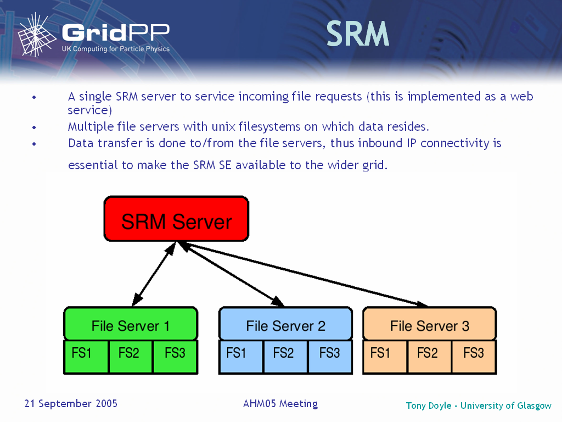 GridPP
UK Computing for Particle Physics
SRM
• A single SRM server to service incoming file requests (this is implemented as a web
service)
• Multiple file servers with unix filesystems on which data resides.
• Data transfer is done to/from the file servers, thus inbound IP connectivity is
essential to make the SRM SE available to the wider grid.
SRM Server
File Server 1
FS1 FS2 FS3
File Server 2
FS1 FS2 FS3
File Server 3
FS1 FS2 FS3
21 September 2005
AHM05 Meeting
Tony Doyle - University of Glasgow